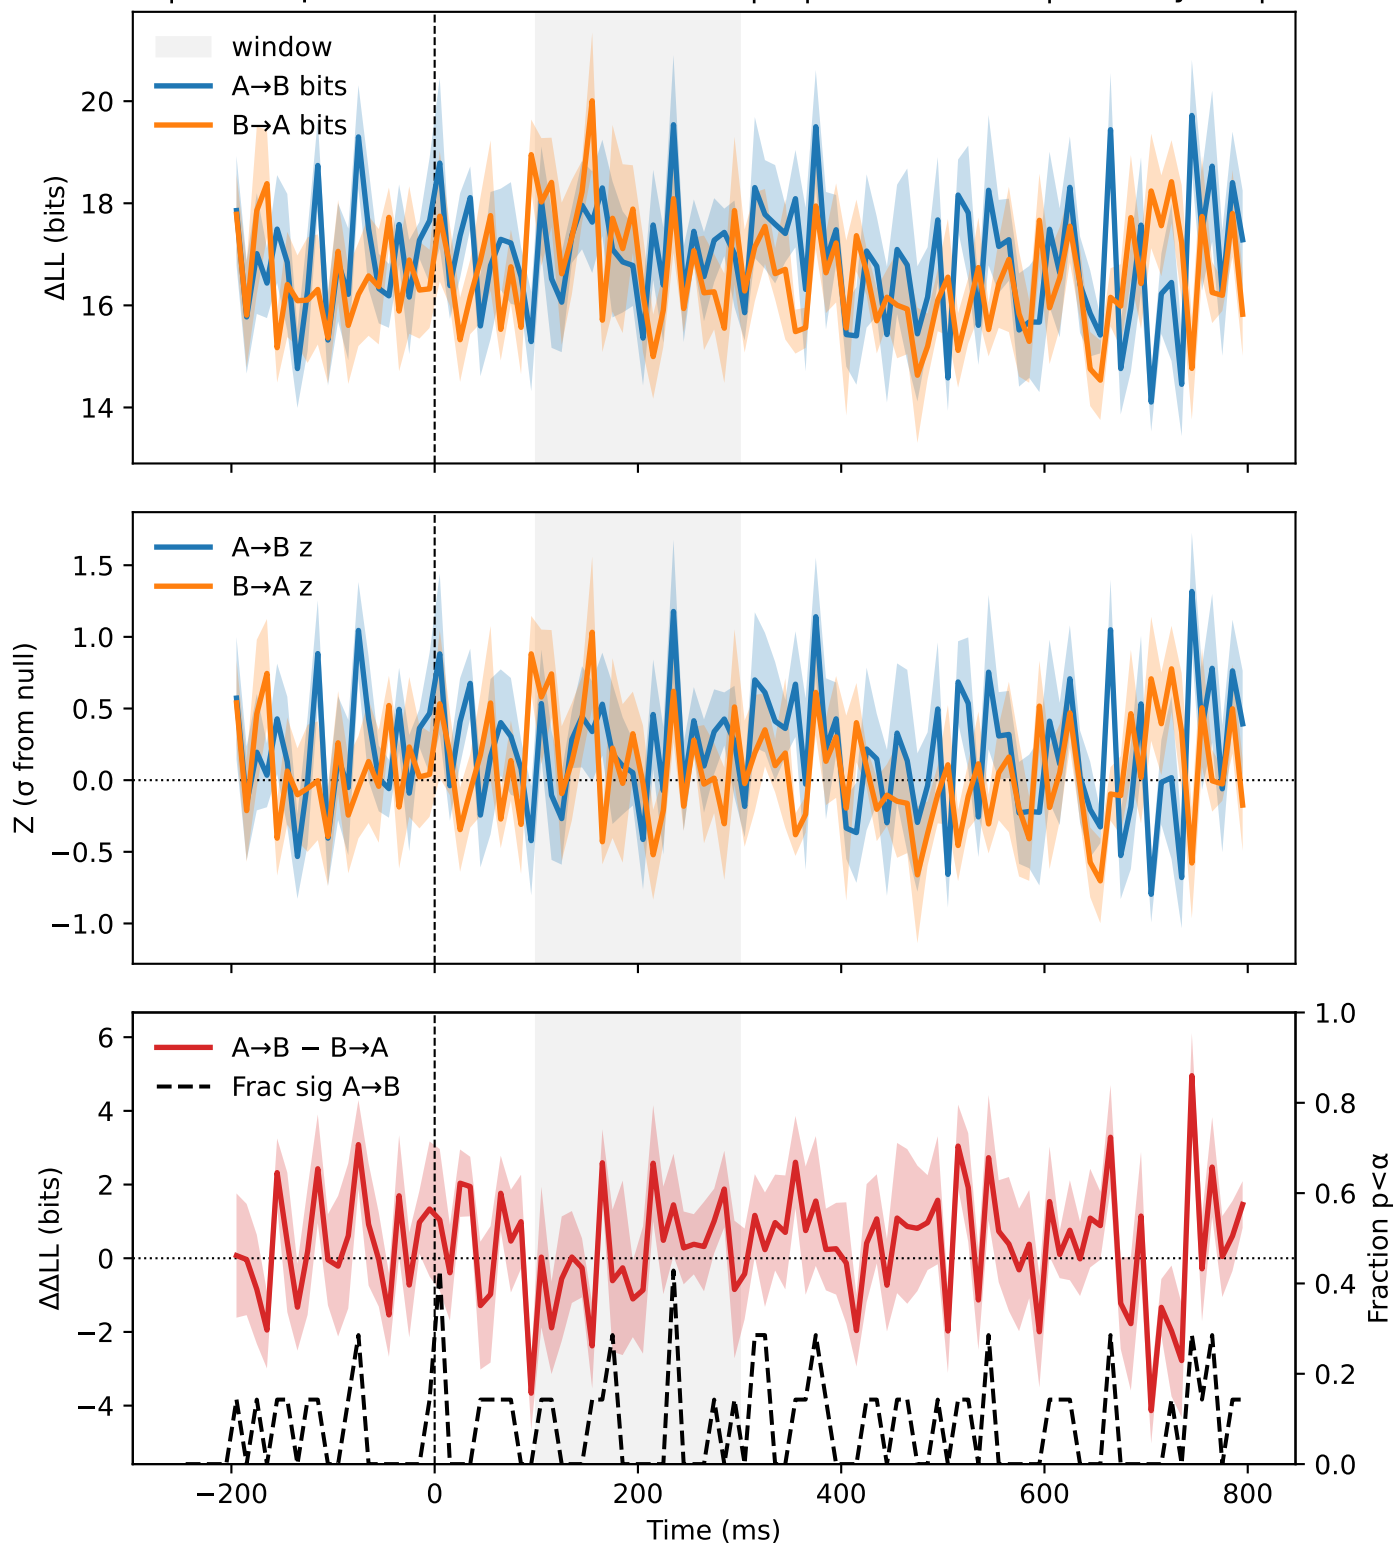 window
A→B bits
B→A bits
ΔLL (bits)
20
18
16
14
A→B z
B→A z
Z (σ from null)
1.5
1.0
0.5
0.0
−0.5
−1.0
A→B − B→A
Frac sig A→B
ΔΔLL (bits)
6
4
2
0
−2
−4
1.0
0.8
0.6
0.4
0.2
0.0
Fraction p<α
−200
0
200
400
600
800
Time (ms)